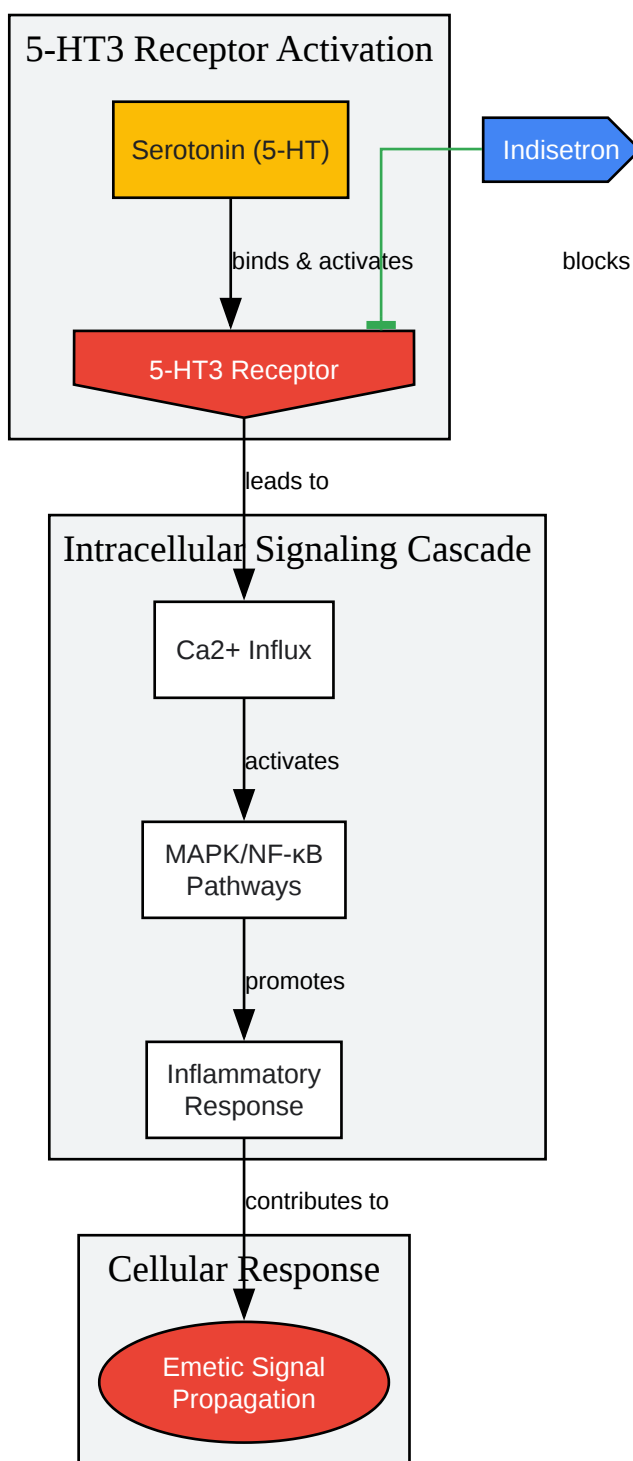 5-HT3 Receptor Activation
Serotonin (5-HT)
Indisetron
binds & activates
blocks
5-HT3 Receptor
leads to
Intracellular Signaling Cascade
Ca2+ Influx
activates
MAPK/NF-κB
Pathways
promotes
Inflammatory
Response
contributes to
Cellular Response
Emetic Signal
Propagation